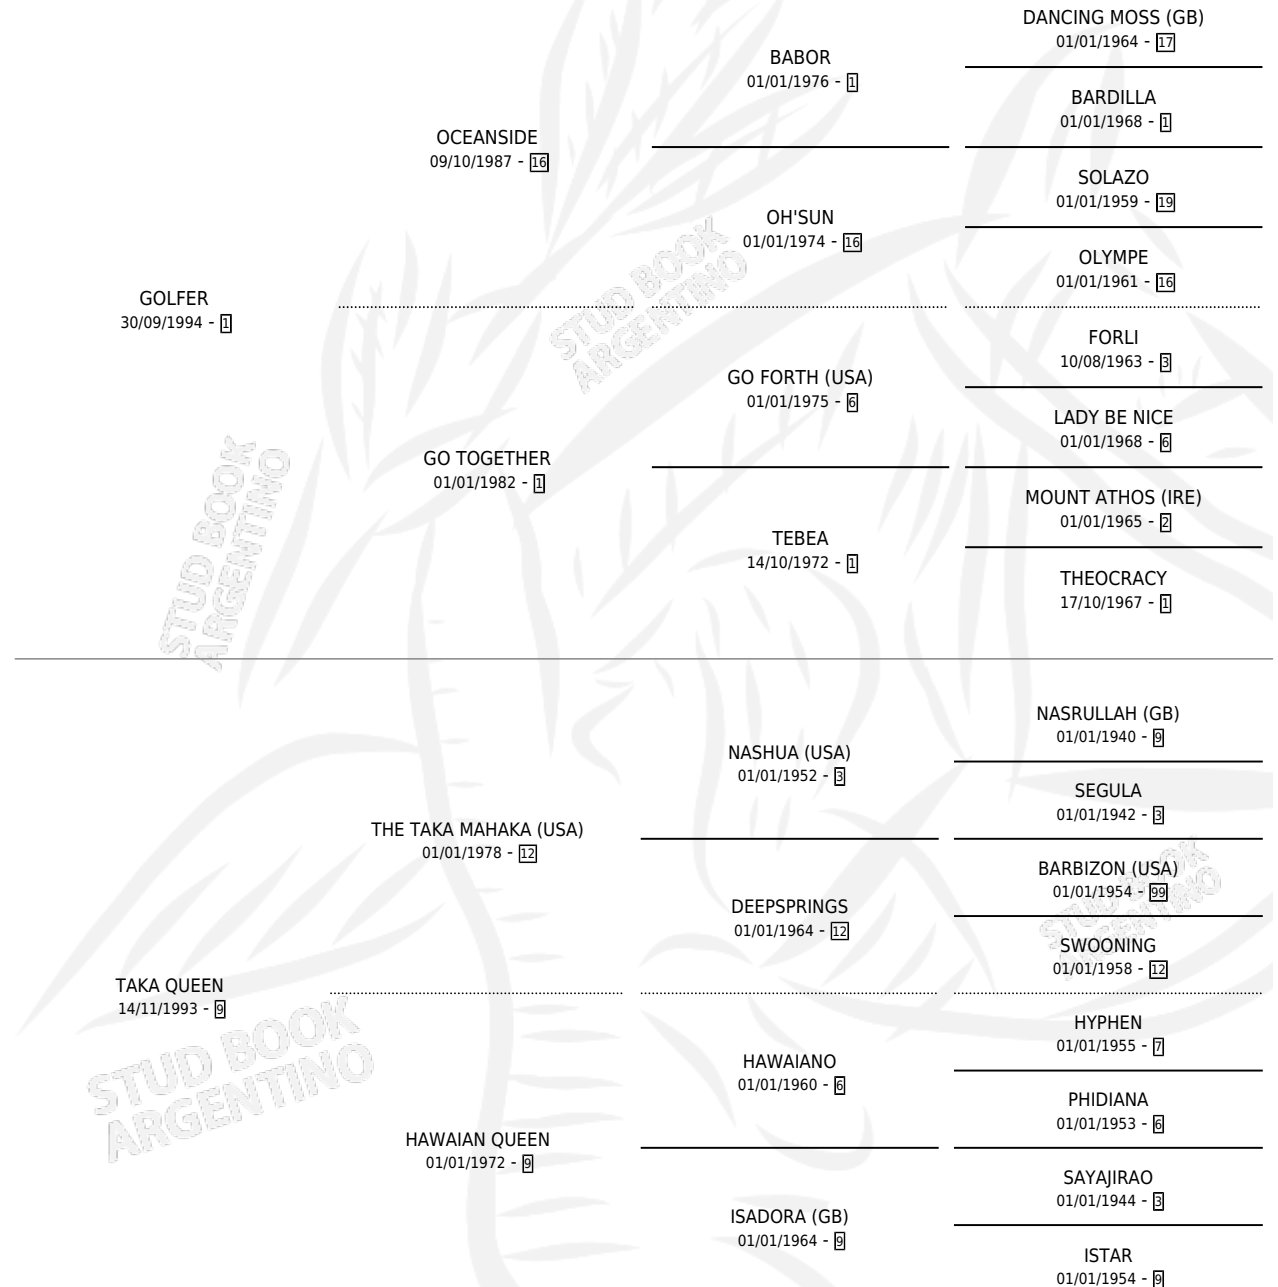 DANCING MOSS (GB)
01/01/1964 - 17
BABOR
01/01/1976 - 1
BARDILLA
01/01/1968 - 1
OCEANSIDE
09/10/1987 - 16
SOLAZO
01/01/1959 - 19
OH'SUN
01/01/1974 - 16
OLYMPE
01/01/1961 - 16
GOLFER
30/09/1994 - 1
FORLI
10/08/1963 - 3
GO FORTH (USA)
01/01/1975 - 6
LADY BE NICE
01/01/1968 - 6
GO TOGETHER
01/01/1982 - 1
MOUNT ATHOS (IRE)
01/01/1965 - 2
TEBEA
14/10/1972 - 1
THEOCRACY
17/10/1967 - 1
STUD BOOK
ARGENTINO
STUD BOOK
ARGENTINO
NASRULLAH (GB)
01/01/1940 - 9
NASHUA (USA)
01/01/1952 - 3
SEGULA
01/01/1942 - 3
THE TAKA MAHAKA (USA)
01/01/1978 - 12
BARBIZON (USA)
01/01/1954 - 99
DEEPSPRINGS
01/01/1964 - 12
SWOONING
01/01/1958 - 12
TAKA QUEEN
14/11/1993 - 9
HYPHEN
01/01/1955 - 7
HAWAIANO
01/01/1960 - 6
PHIDIANA
01/01/1953 - 6
HAWAIAN QUEEN
01/01/1972 - 9
SAYAJIRAO
01/01/1944 - 3
ISADORA (GB)
01/01/1964 - 9
ISTAR
01/01/1954 - 9
STUD BOOK
ARGENTINO
STUD BOOK
ARGENTINO